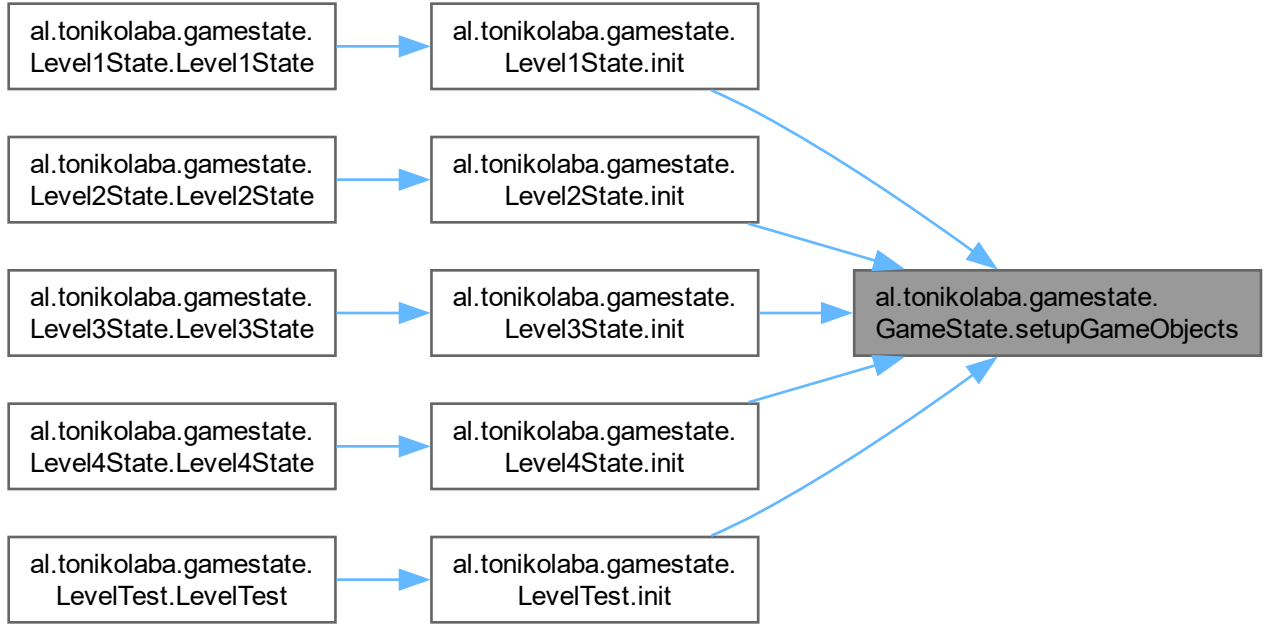 al.tonikolaba.gamestate.
Level1State.Level1State
al.tonikolaba.gamestate.
Level1State.init
al.tonikolaba.gamestate.
Level2State.Level2State
al.tonikolaba.gamestate.
Level2State.init
al.tonikolaba.gamestate.
Level3State.Level3State
al.tonikolaba.gamestate.
Level3State.init
al.tonikolaba.gamestate.
GameState.setupGameObjects
al.tonikolaba.gamestate.
Level4State.Level4State
al.tonikolaba.gamestate.
Level4State.init
al.tonikolaba.gamestate.
LevelTest.LevelTest
al.tonikolaba.gamestate.
LevelTest.init